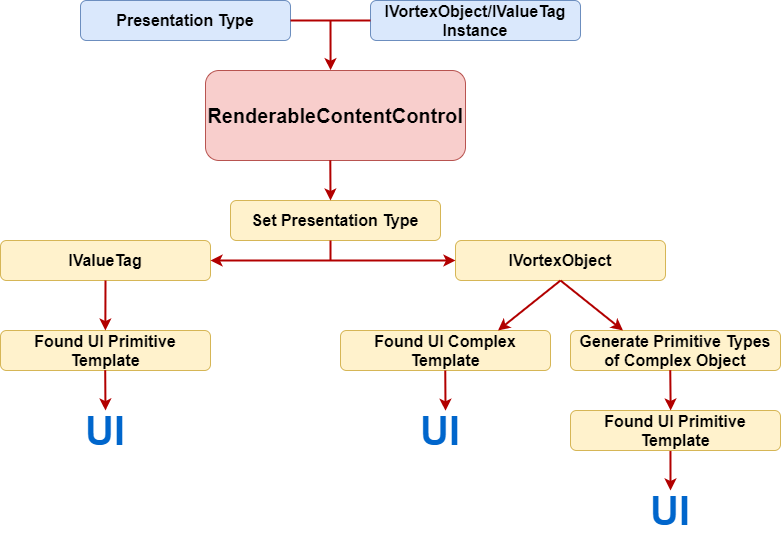 Presentation Type
IVortexObject/IValueTag
Instance
RenderableContentControl
Set Presentation Type
IValueTag
IVortexObject
Found UI Primitive
Template
Found UI Complex
Template
Generate Primitive Types
of Complex Object
UI
UI
Found UI Primitive
Template
UI